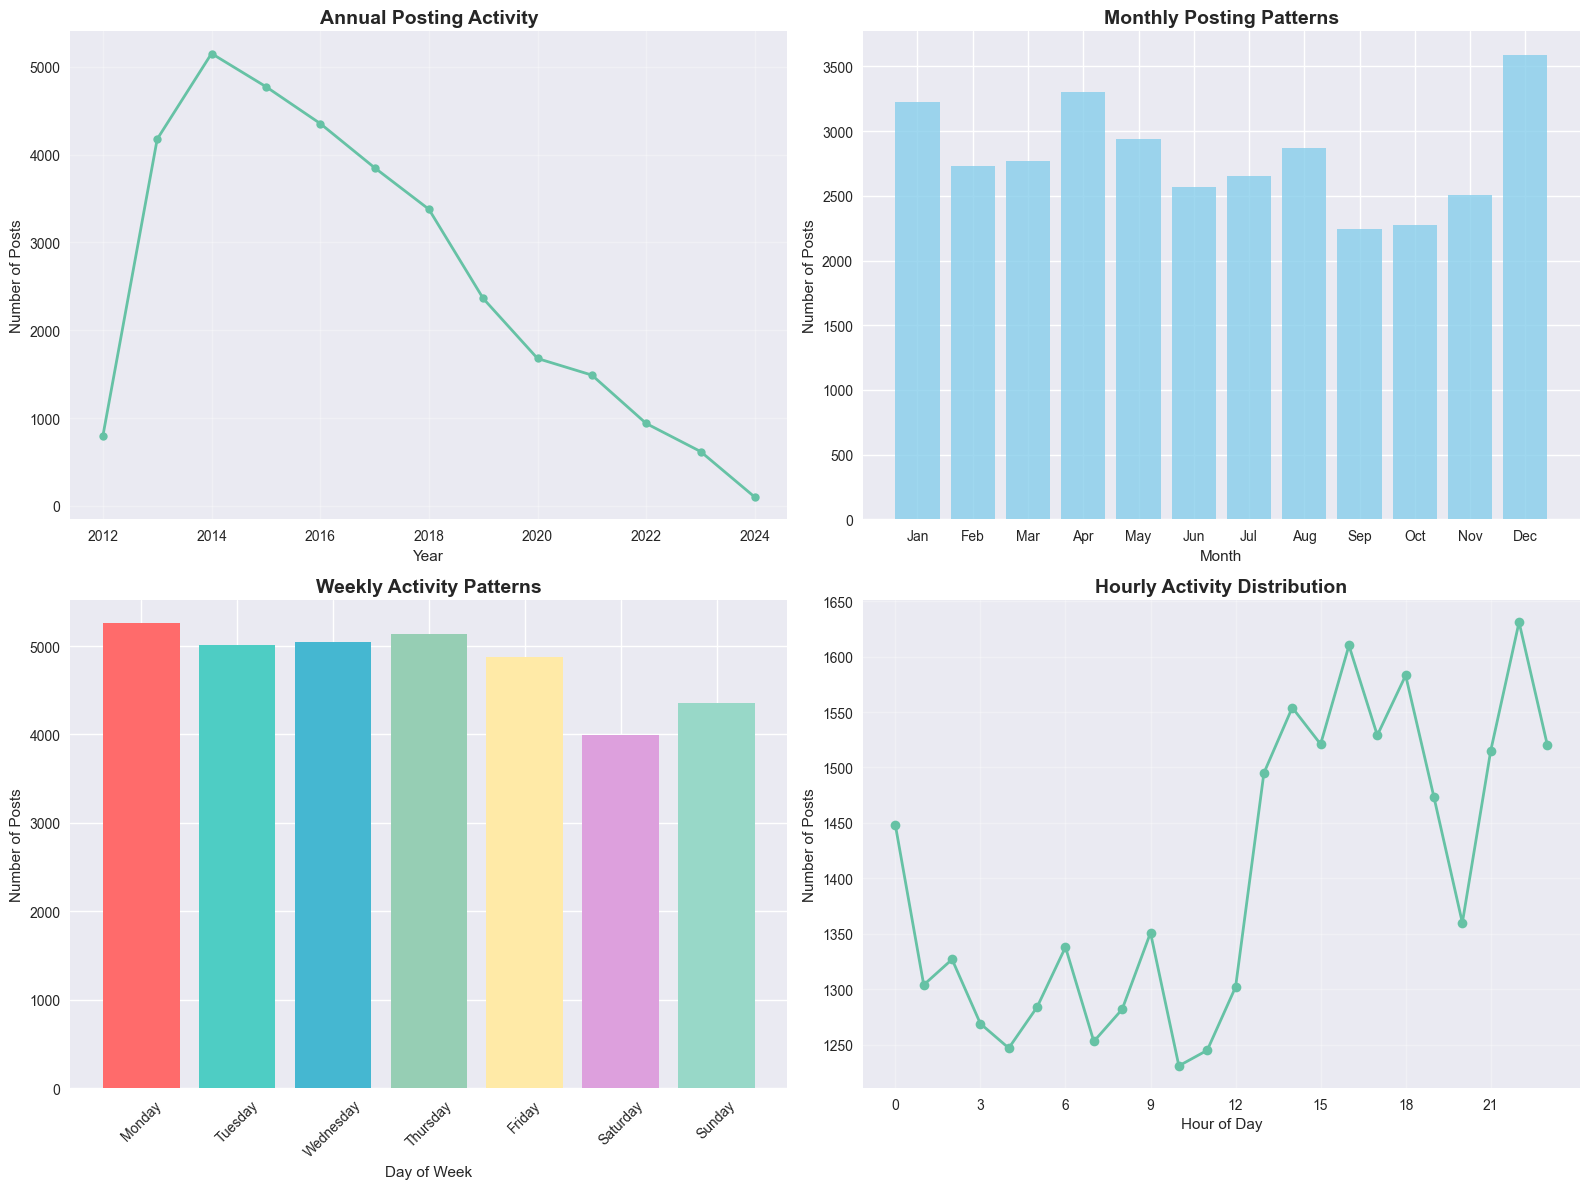 Annual Posting Activity
Number of Posts
5000
4000
3000
2000
1000
0
2012 2014 2016 2018 2020 2022 2024
Year
Monthly Posting Patterns
Number of Posts
3500
3000
2500
2000
1500
1000
500
0
Jan Feb Mar Apr May Jun Jul Aug Sep Oct Nov Dec
Month
Weekly Activity Patterns
Number of Posts
5000
4000
3000
2000
1000
0
Monday Tuesday Wednesday Thursday Friday Saturday Sunday
Day of Week
Hourly Activity Distribution
Number of Posts
1650
1600
1550
1500
1450
1400
1350
1300
1250
0 3 6 9 12 15 18 21
Hour of Day